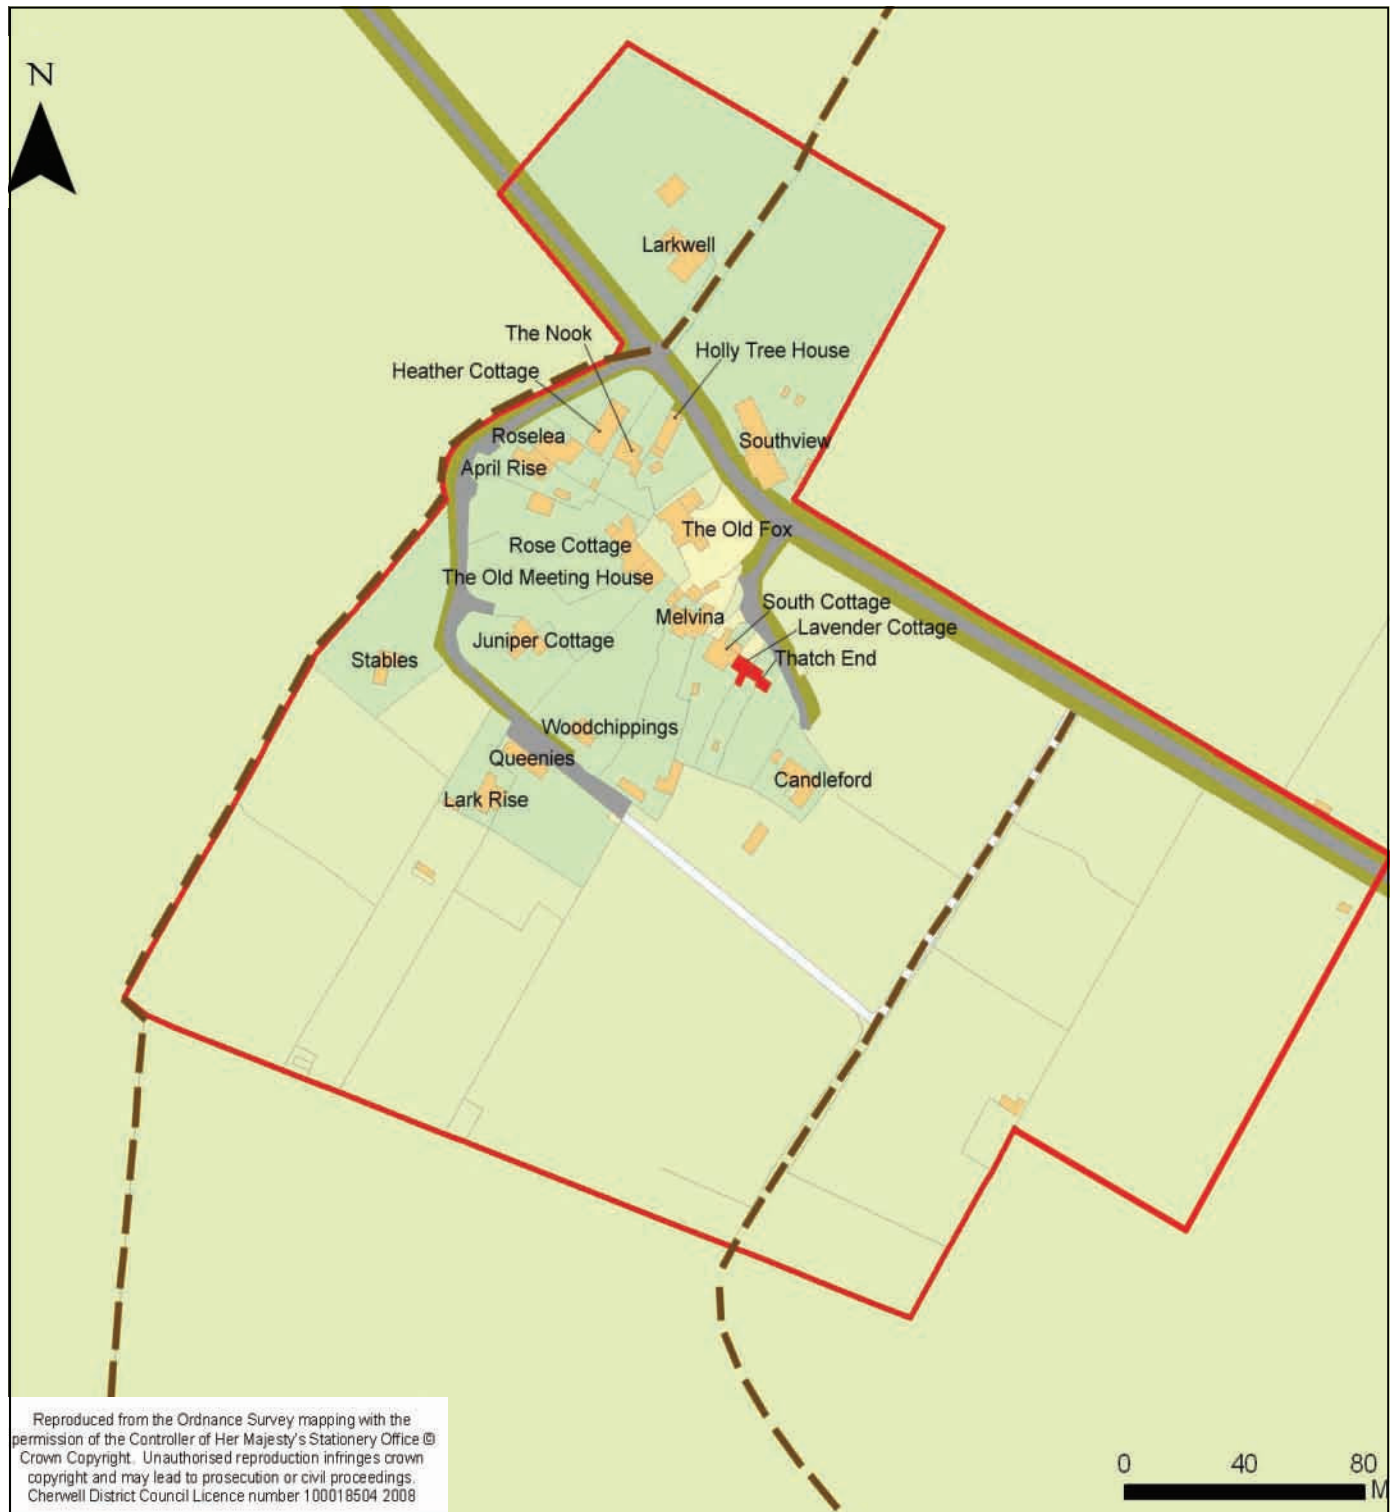 N
Larkwell
The Nook
Holly Tree House
Heather Cottage
Roselea
Southview
April Rise
The Old Fox
Rose Cottage
The Old Meeting House
South Cottage
Melvina
Lavender Cottage
Juniper Cottage
Thatch End
Stables
Woodchippings
Queenies
Candleford
Lark Rise
Reproduced from the Ordnance Survey mapping with the
permission of the Controller of Her Majesty's Stationery Office ©
Crown Copyright. Unauthorised reproduction infringes crown
copyright and may lead to prosecution or civil proceedings.
Cherwell District Council Licence number 100018504 2008
0 40 80
M